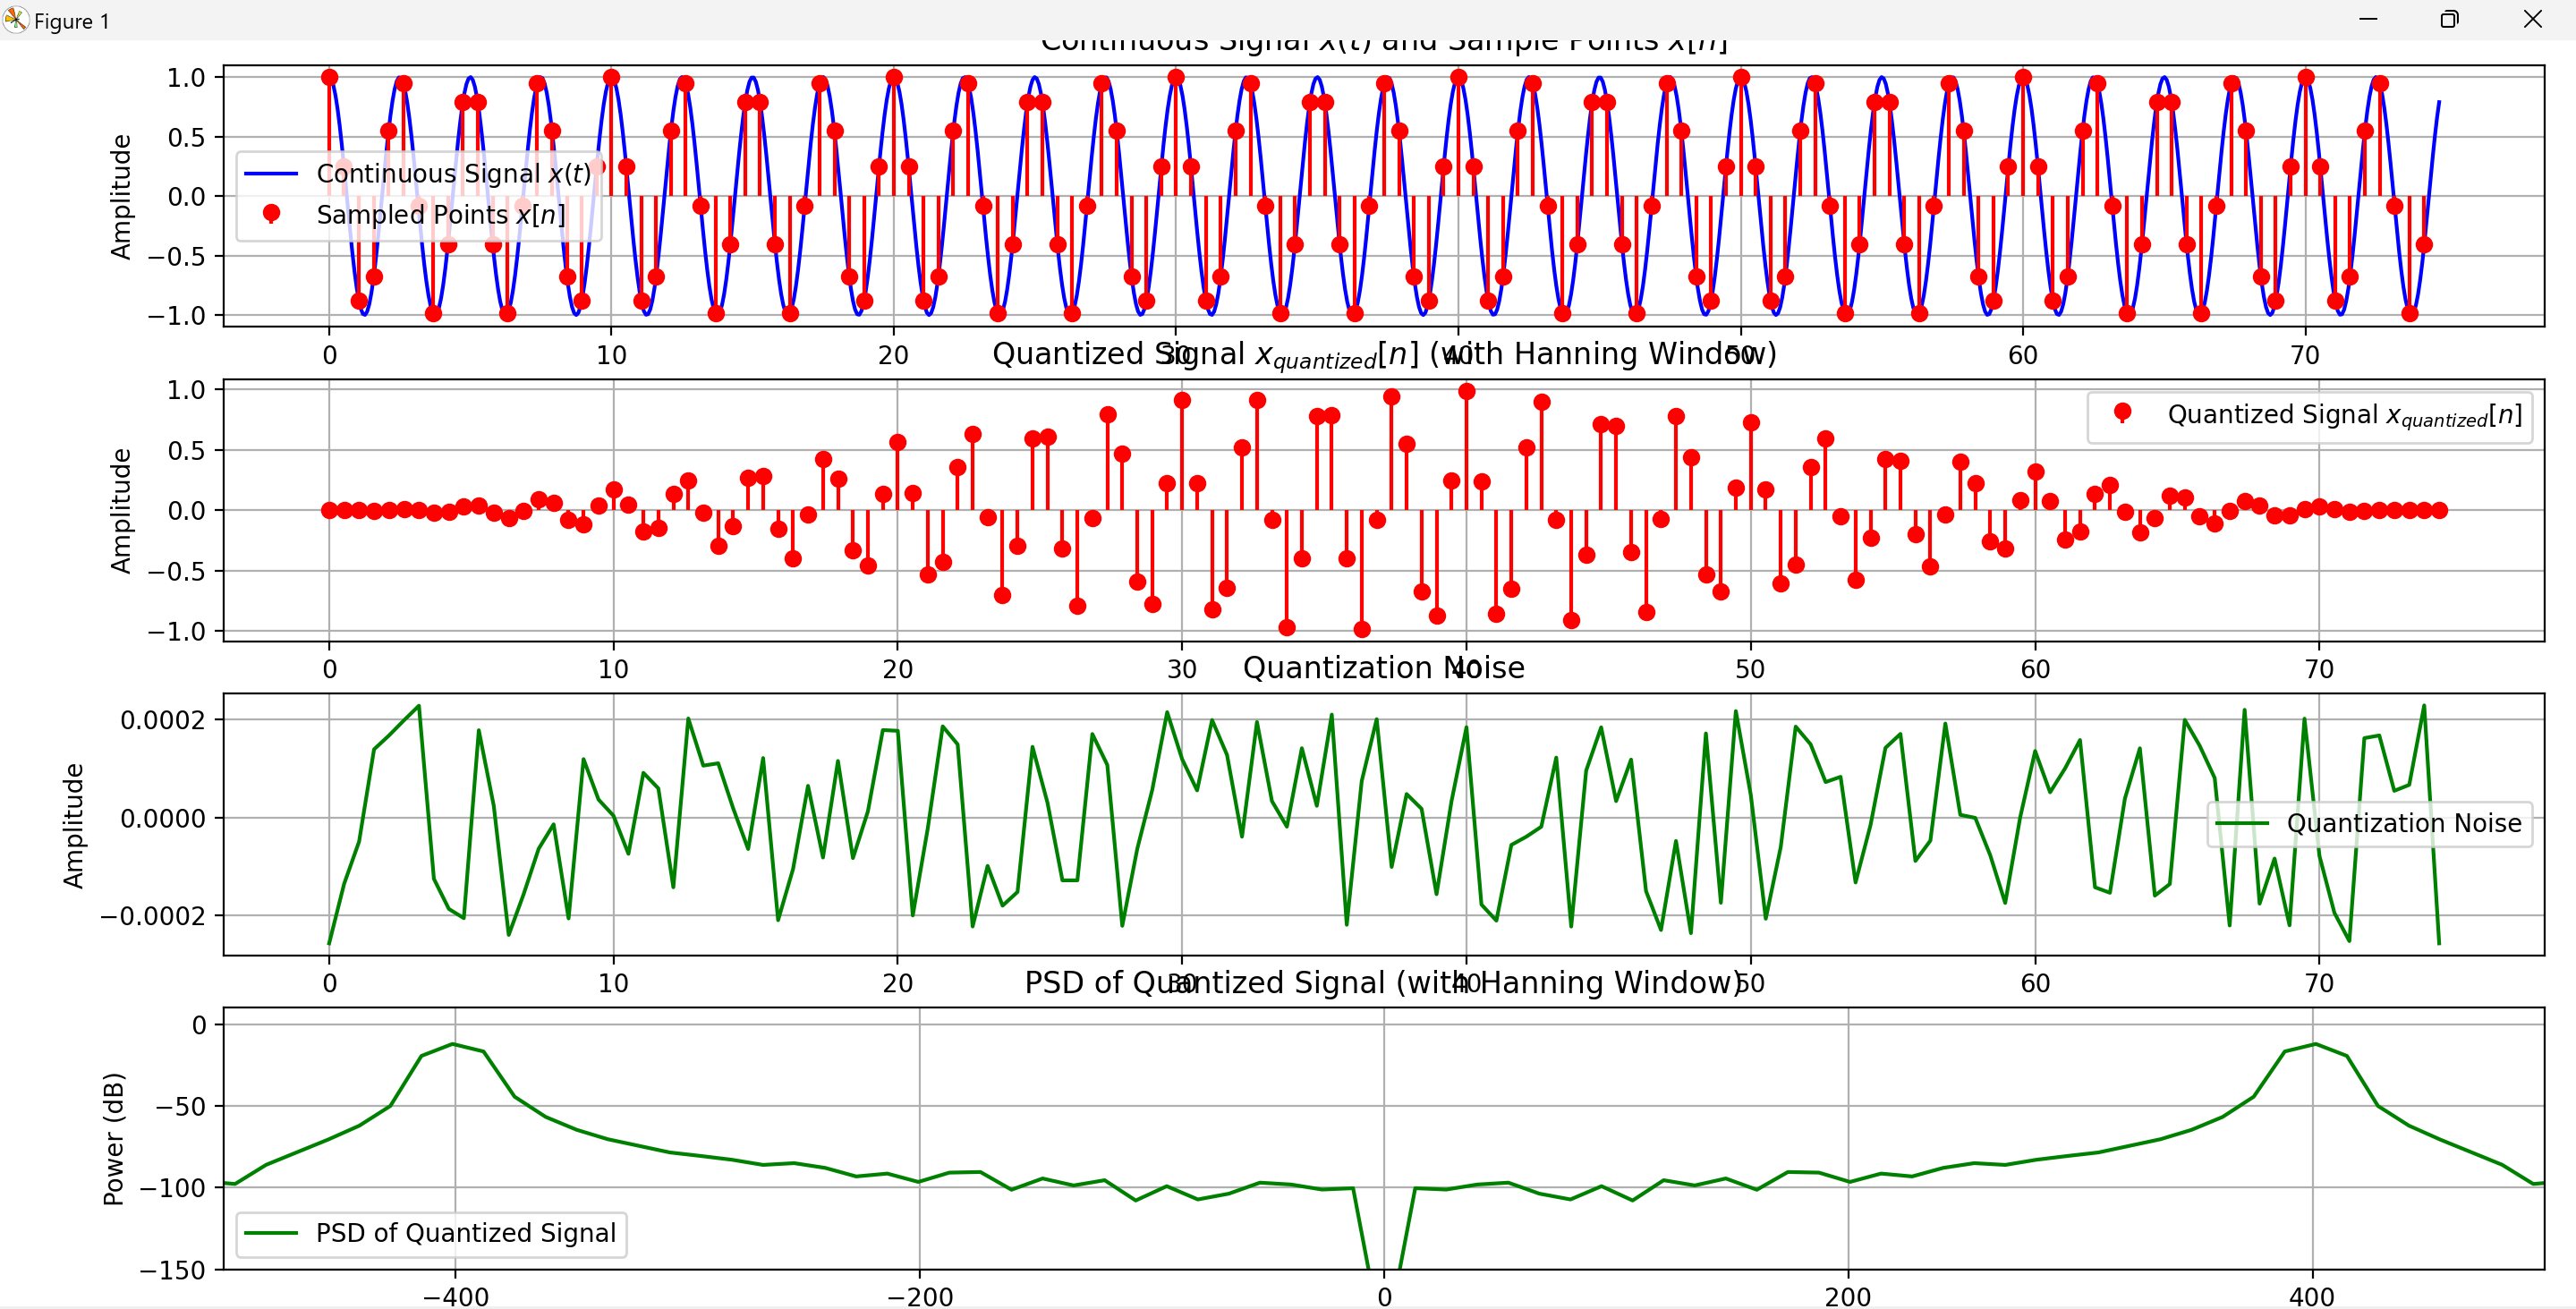 Figure 1
Continuous Signal x(t) and Sample Points x[n]
Amplitude
1.0
0.5
0.0
−0.5
−1.0
Continuous Signal x(t)
Sampled Points x[n]
0 10 20 30 40 50 60 70
Quantized Signal x_quantized[n] (with Hanning Window)
Amplitude
1.0
0.5
0.0
−0.5
−1.0
Quantized Signal x_quantized[n]
0 10 20 30 40 50 60 70
Quantization Noise
Amplitude
0.0002
0.0000
−0.0002
Quantization Noise
0 10 20 30 40 50 60 70
PSD of Quantized Signal (with Hanning Window)
Power (dB)
0
−50
−100
−150
PSD of Quantized Signal
−400 −200 0 200 400